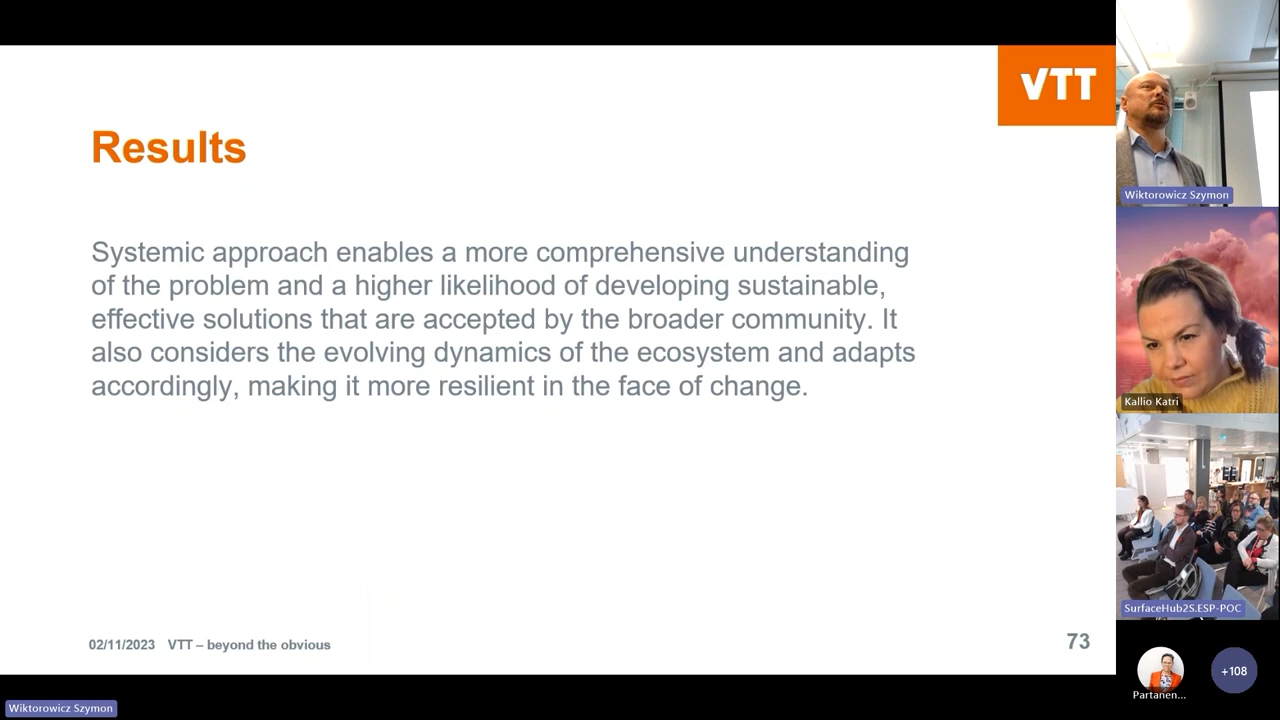 VTT
Results
Systemic approach enables a more comprehensive understanding
of the problem and a higher likelihood of developing sustainable,
effective solutions that are accepted by the broader community. It
also considers the evolving dynamics of the ecosystem and adapts
accordingly, making it more resilient in the face of change.
02/11/2023 VTT – beyond the obvious
73
Wiktorowicz Szymon
Kallio Katri
SurfaceHub2S.ESP-POC
Partanen...
+108
Wiktorowicz Szymon